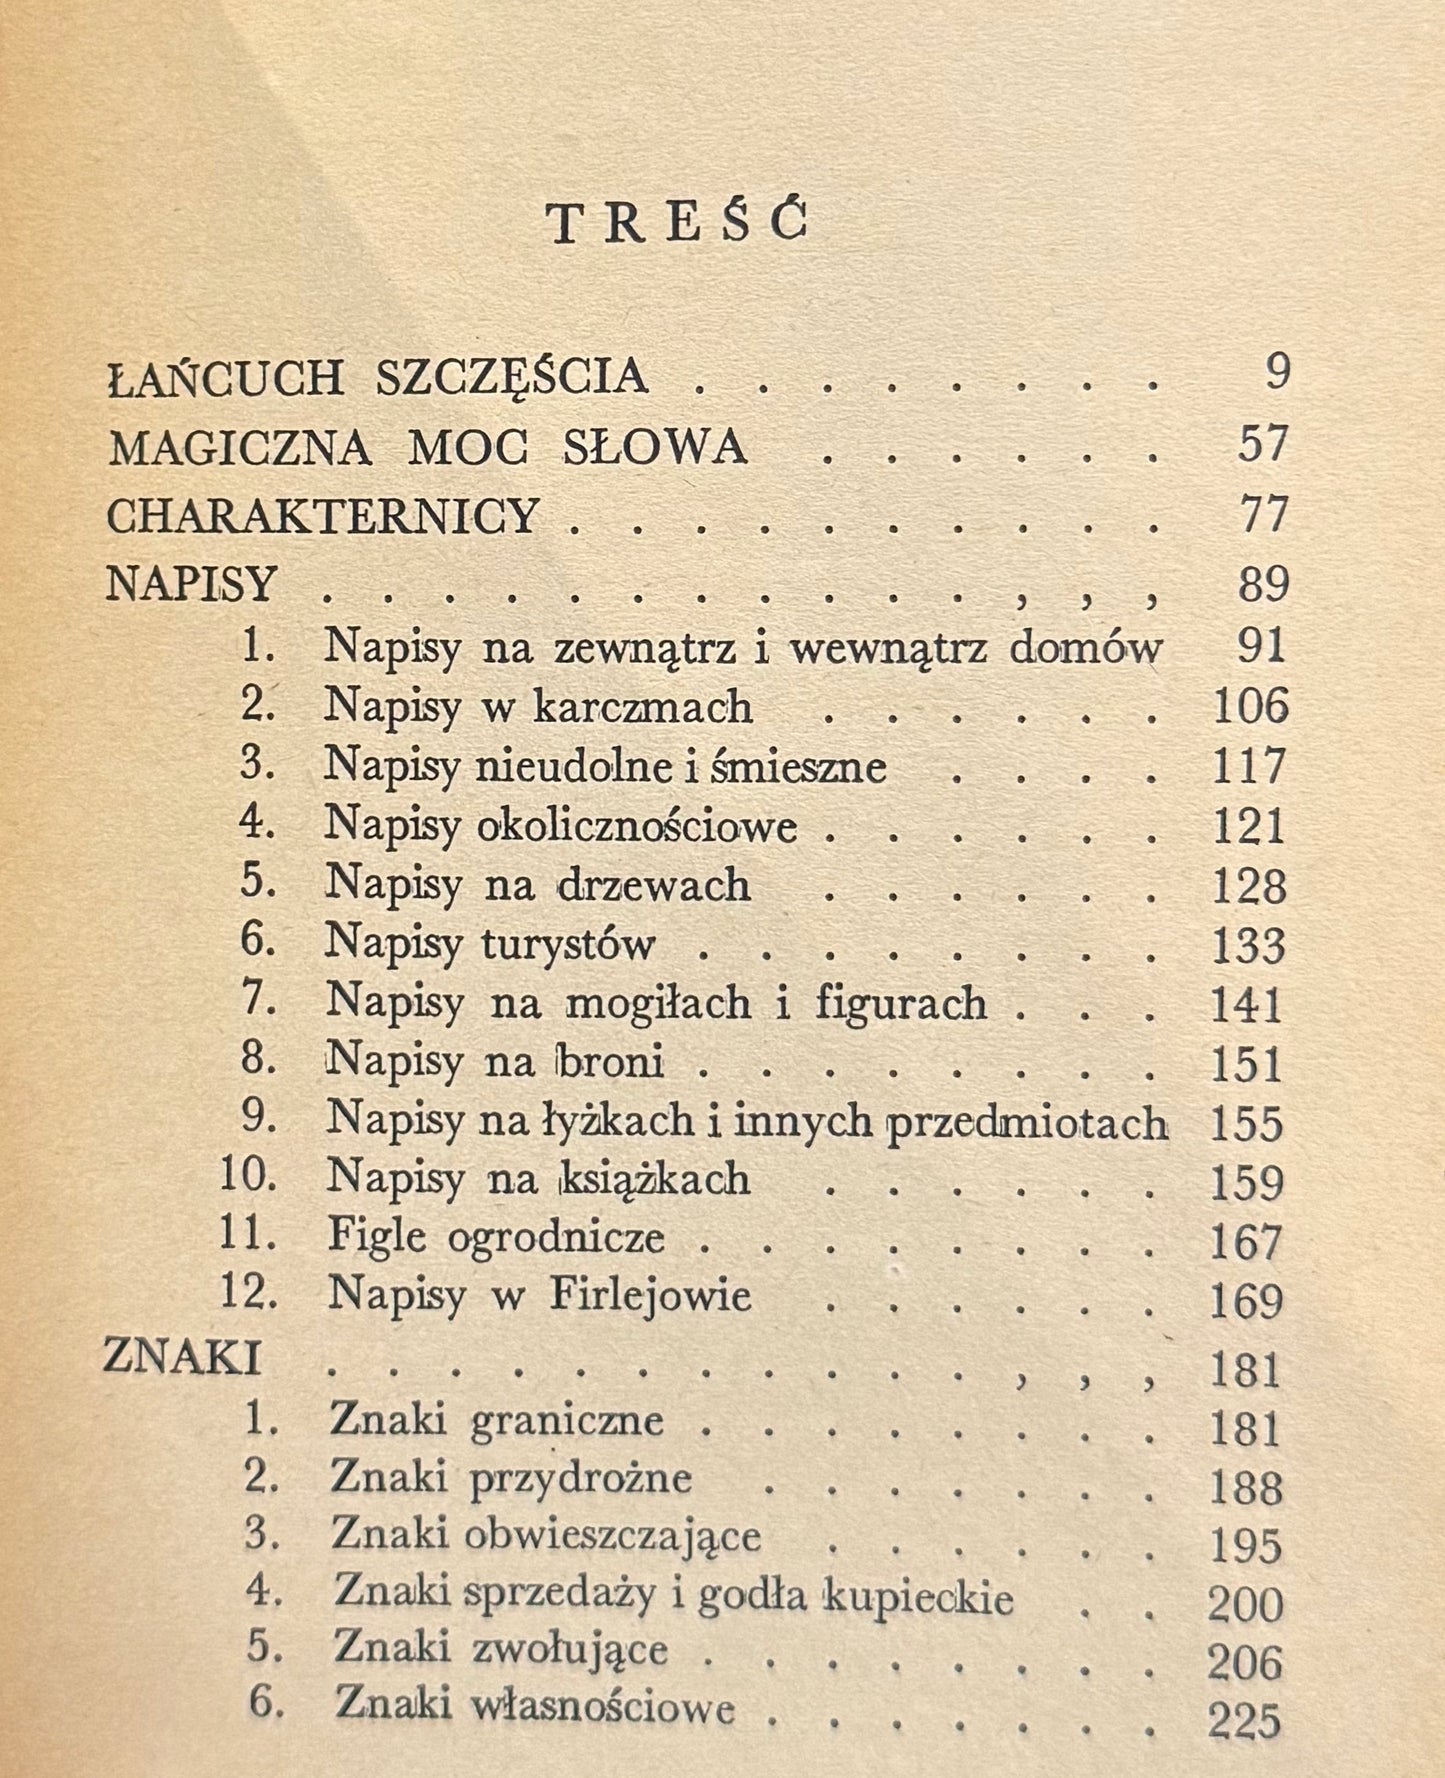 TREŚĆ
ŁAŃCUCH SZCZĘŚCIA . . . . . . . . 9
MAGICZNA MOC SŁOWA . . . . . . 57
CHARAKTERNICY . . . . . . . . . . 77
NAPISY . . . . . . . . . . . , , , 89
1. Napisy na zewnątrz i wewnątrz domów 91
2. Napisy w karczmach . . . . . . 106
3. Napisy nieudolne i śmieszne . . . . 117
4. Napisy okolicznościowe . . . . . . 121
5. Napisy na drzewach . . . . . . 128
6. Napisy turystów . . . . . . . . 133
7. Napisy na mogiłach i figurach . . . 141
8. Napisy na broni . . . . . . . . 151
9. Napisy na łyżkach i innych przedmiotach 155
10. Napisy na książkach . . . . . . 159
11. Figle ogrodnicze . . . . . . . . 167
12. Napisy w Firlejowie . . . . . . 169
ZNAKI . . . . . . . . . . . , , , 181
1. Znaki graniczne . . . . . . . . 181
2. Znaki przydrożne . . . . . . . 188
3. Znaki obwieszczające . . . . . . 195
4. Znaki sprzedaży i godła kupieckie . . 200
5. Znaki zwołujące . . . . . . . . 206
6. Znaki własnościowe . . . . . . . 225